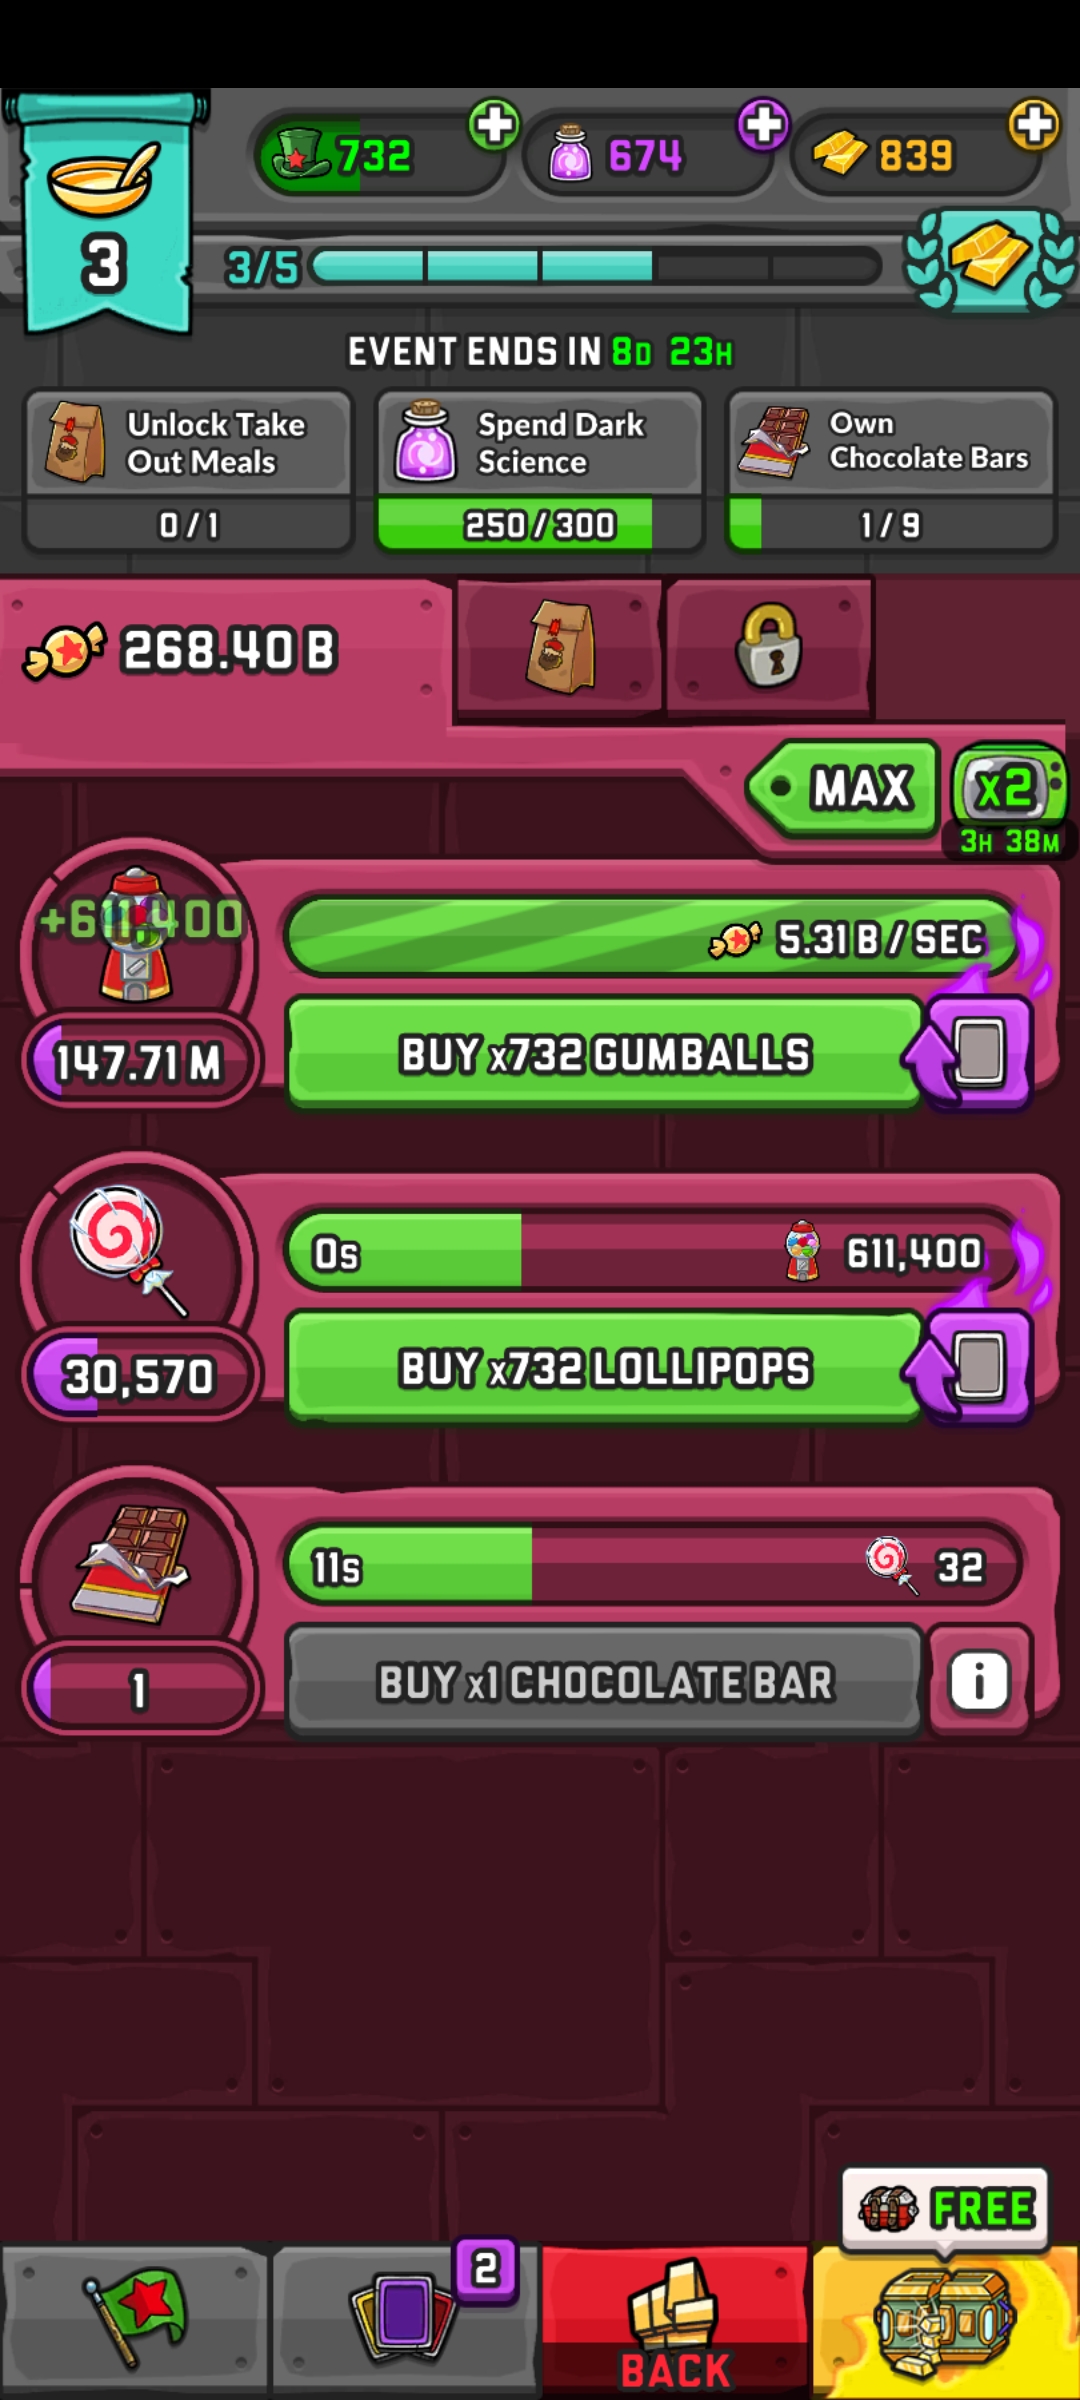 732
674
839
3
3/5
EVENT ENDS IN 8D 23H
Unlock Take
Out Meals
0/1
Spend Dark
Science
250/300
Own
Chocolate Bars
1/9
268.40 B
MAX
x2
3H 38M
+611,400
5.31 B / SEC
147.71 M
BUY x732 GUMBALLS
0s
611,400
30,570
BUY x732 LOLLIPOPS
11s
32
1
BUY x1 CHOCOLATE BAR
i
FREE
2
BACK